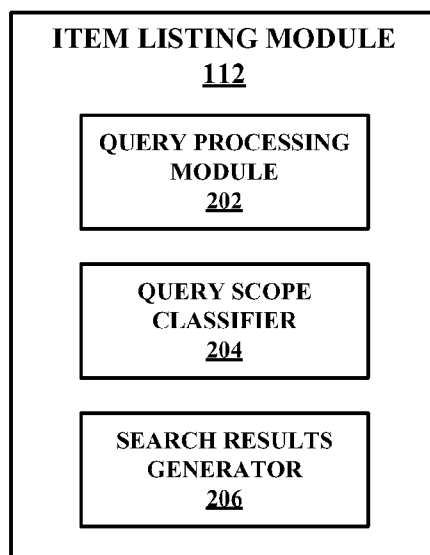 ITEM LISTING MODULE
112
QUERY PROCESSING
MODULE
202
QUERY SCOPE
CLASSIFIER
204
SEARCH RESULTS
GENERATOR
206